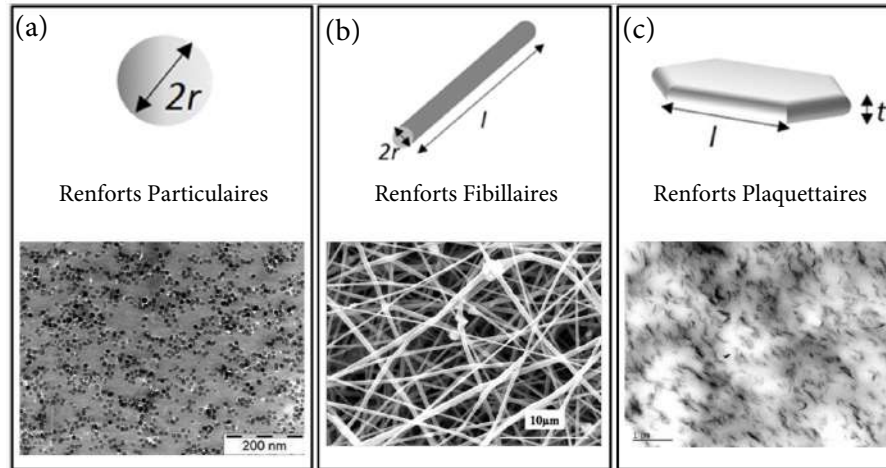 (a)
2r
Renforts Particulaires
200 nm
(b)
2r
l
Renforts Fibillaires
10µm
(c)
l
t
Renforts Plaquettaires